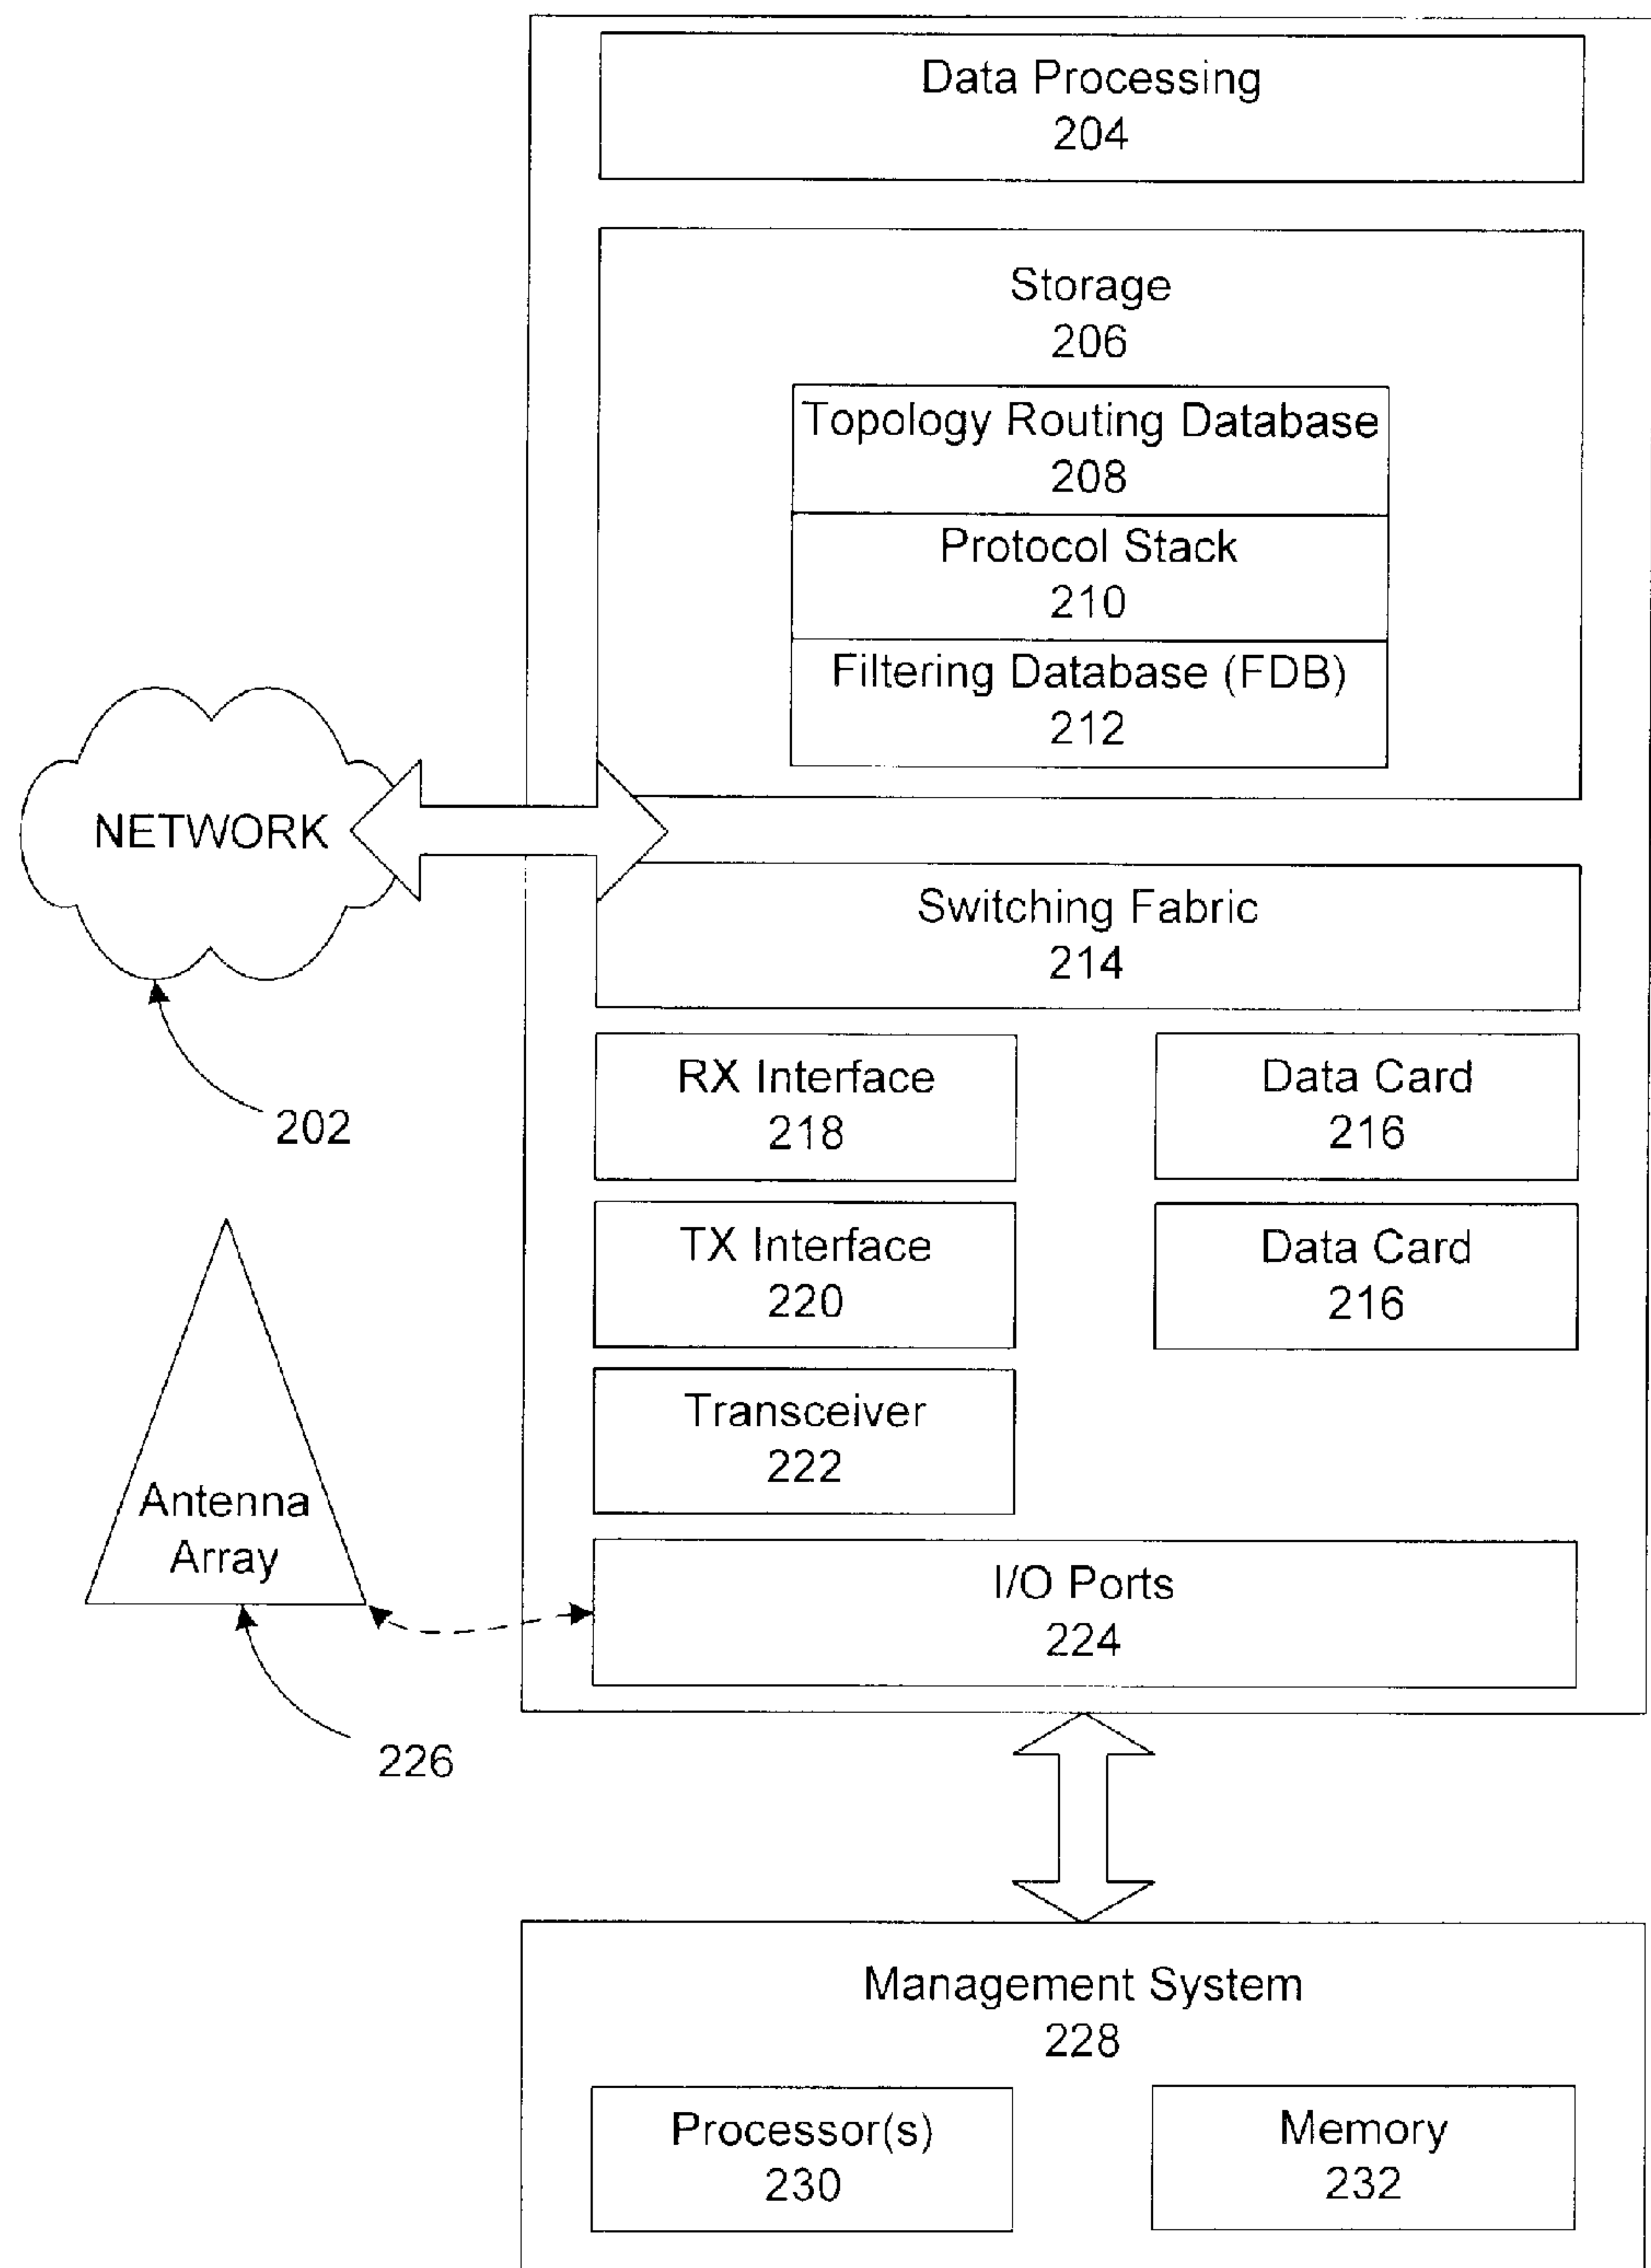 Data Processing
204
Storage
206
Topology Routing Database
208
Protocol Stack
210
Filtering Database (FDB)
212
NETWORK
202
Switching Fabric
214
RX Interface
218
Data Card
216
TX Interface
220
Data Card
216
Transceiver
222
Antenna
Array
226
I/O Ports
224
Management System
228
Processor(s)
230
Memory
232